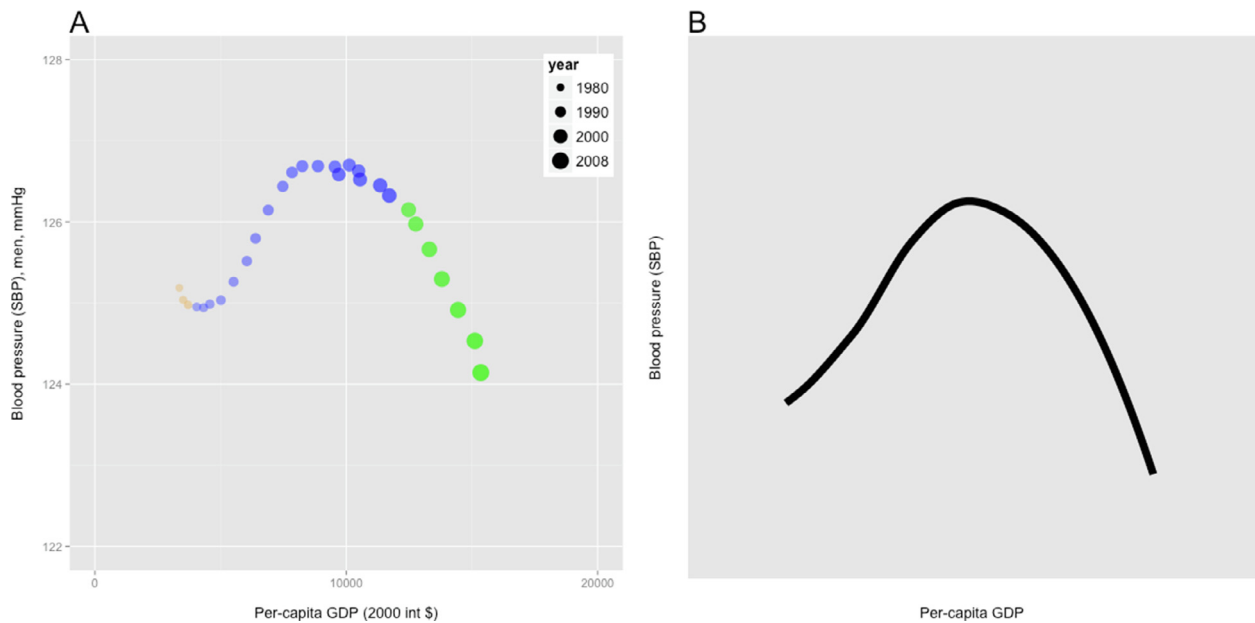 A
Blood pressure (SBP), men, mmHg
128
126
124
122
0
10000
20000
Per-capita GDP (2000 int $)
year
1980
1990
2000
2008
B
Blood pressure (SBP)
Per-capita GDP